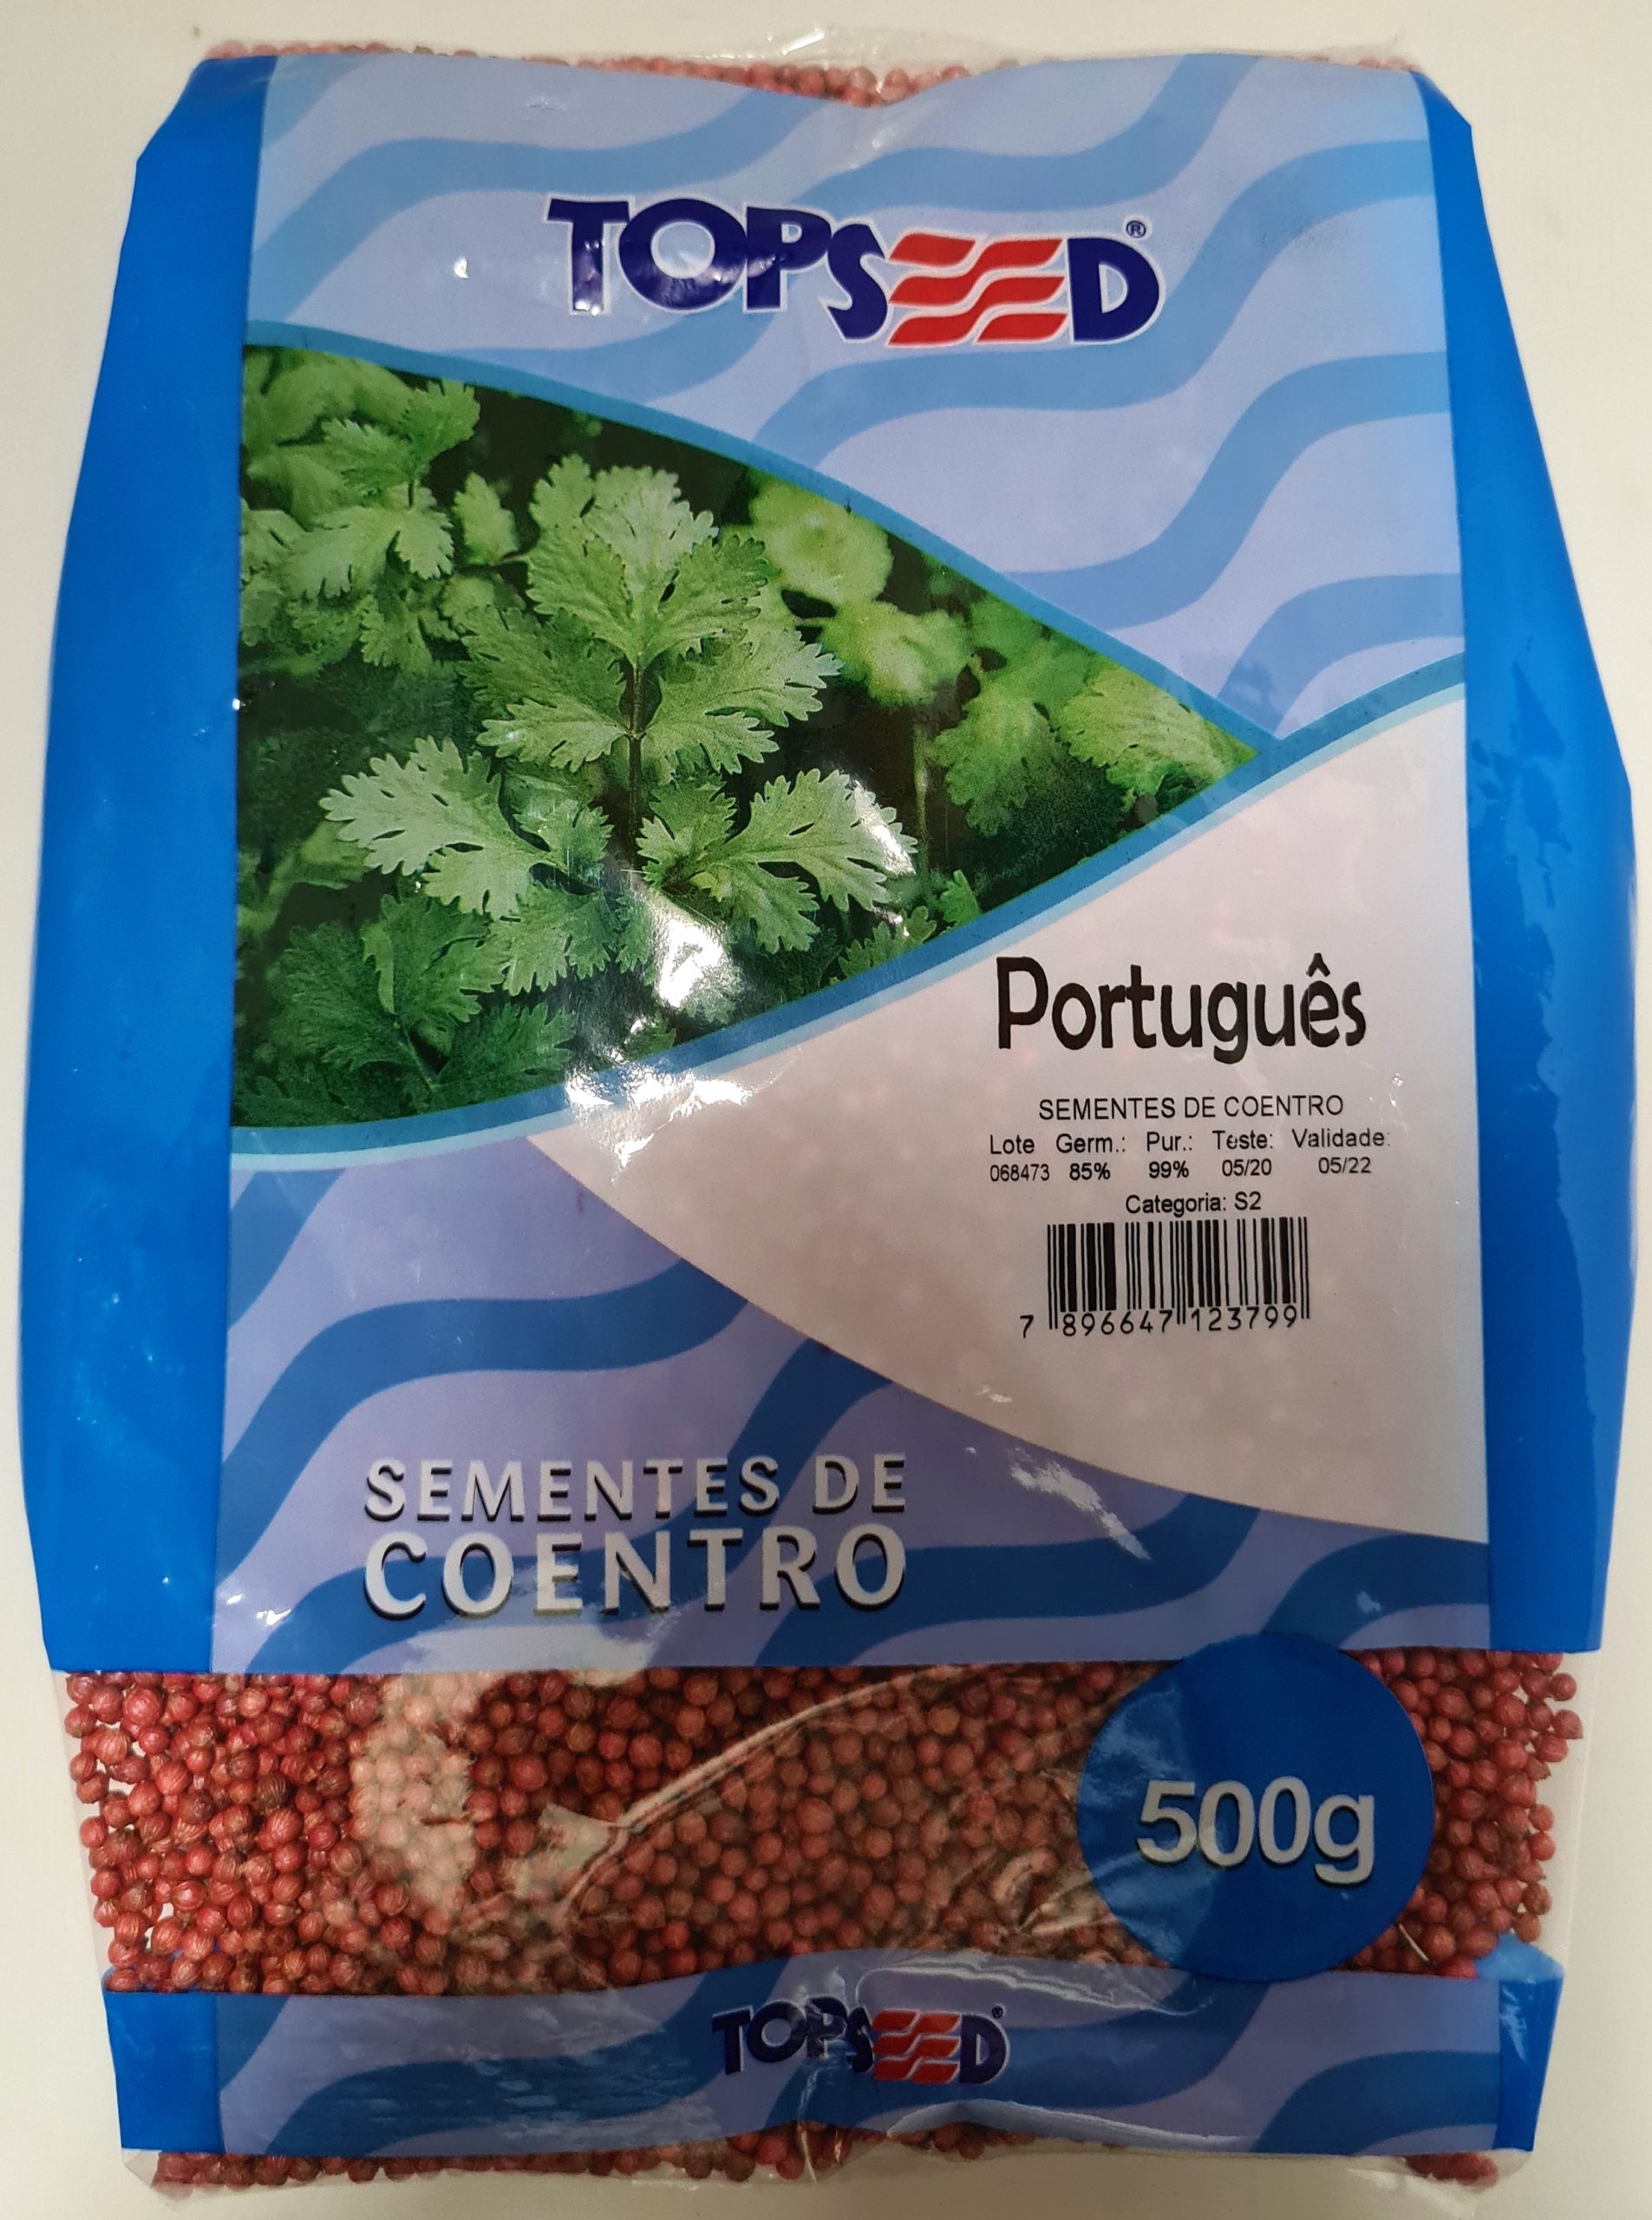 TOPSEED®
Português
SEMENTES DE COENTRO
Lote Germ.: Pur.: Teste: Validade:
068473 85% 99% 05/20 05/22
Categoria: S2
7 896647 123799
SEMENTES DE
COENTRO
500g
TOPSEED®